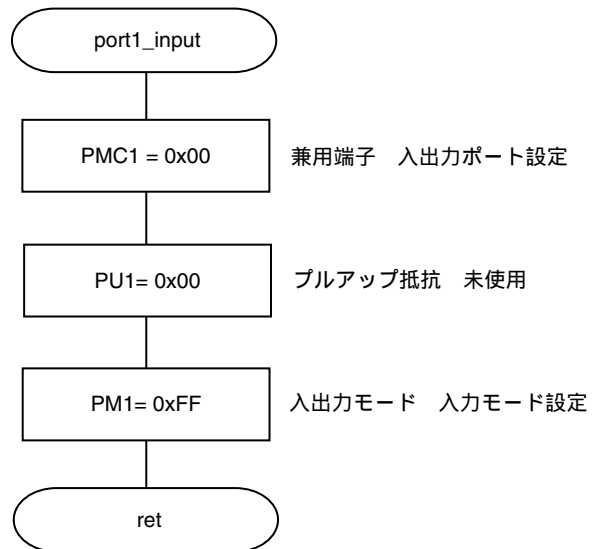 port1_input
PMC1 = 0x00 兼用端子　入出力ポート設定
PU1= 0x00 プルアップ抵抗　未使用
PM1= 0xFF 入出力モード　入力モード設定
ret